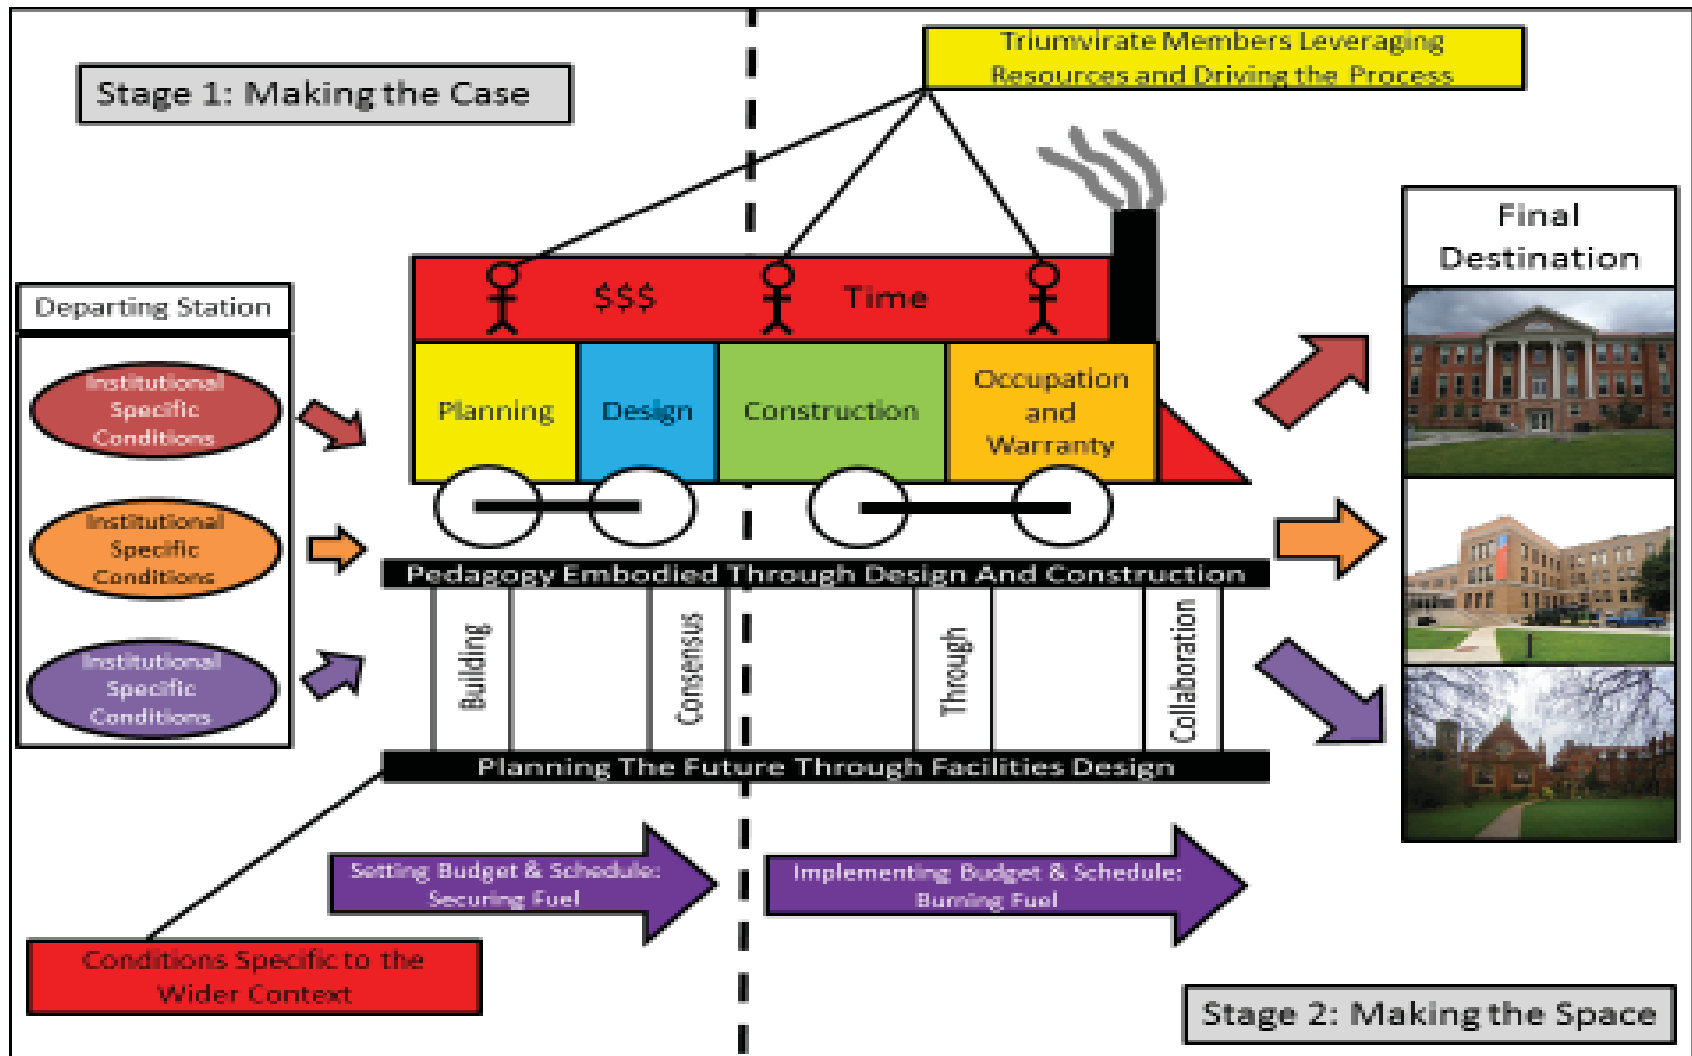 Triumvirate Members Leveraging
Resources and Driving the Process
Stage 1: Making the Case
Final
Destination
Departing Station
$$$
Time
Institutional
Specific
Conditions
Planning
Design
Construction
Occupation
and
Warranty
Institutional
Specific
Conditions
Pedagogy Embodied Through Design And Construction
Building
Consensus
Through
Collaboration
Institutional
Specific
Conditions
Planning The Future Through Facilities Design
Setting Budget & Schedule:
Securing Fuel
Implementing Budget & Schedule:
Burning Fuel
Conditions Specific to the
Wider Context
Stage 2: Making the Space